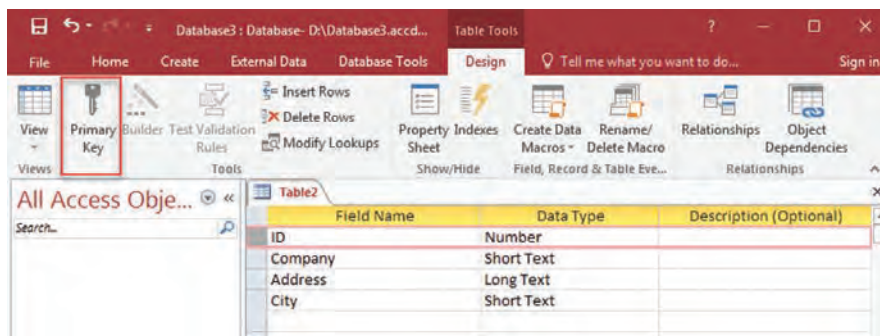 Database3 : Database- D:\Database3.accd... Table Tools ?
File Home Create External Data Database Tools Design Tell me what you want to do... Sign in
View
Primary Key
Builder
Test Validation Rules
Insert Rows
Delete Rows
Modify Lookups
Property Sheet
Indexes
Create Data Macros
Rename/ Delete Macro
Relationships
Object Dependencies
Views Tools Show/Hide Field, Record & Table Eve... Relationships
All Access Obje...
Search...
Table2
Field Name Data Type Description (Optional)
ID Number
Company Short Text
Address Long Text
City Short Text